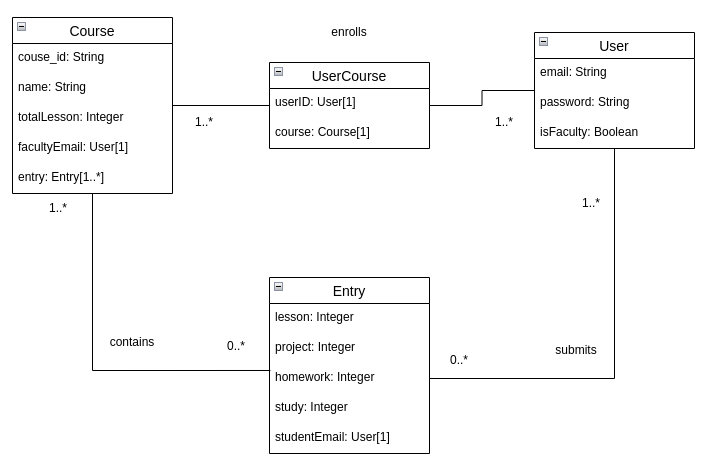 Course
couse_id: String
name: String
totalLesson: Integer
facultyEmail: User[1]
entry: Entry[1..*]
enrolls
UserCourse
userID: User[1]
course: Course[1]
User
email: String
password: String
isFaculty: Boolean
1..*
1..*
1..*
1..*
contains
0..*
Entry
lesson: Integer
project: Integer
homework: Integer
study: Integer
studentEmail: User[1]
0..*
submits